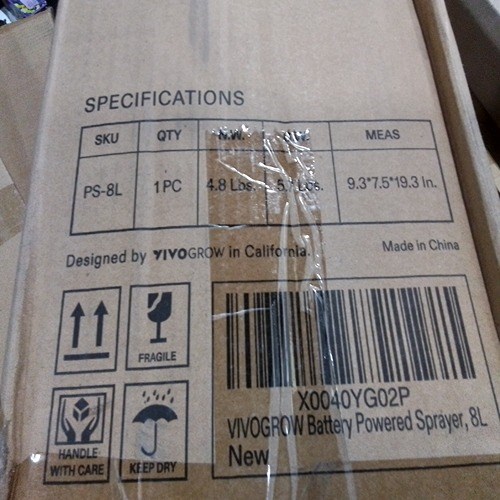 SPECIFICATIONS
SKU QTY N.W. G.W. MEAS
PS-8L 1PC 4.8 Lbs. Lbs. 9.3*7.5*19.3 In.
Designed by VIVOGROW in California. Made in China
FRAGILE
HANDLE
WITH CARE
KEEP DRY
X0040YG02P
VIVOGROW Battery Powered Sprayer, 8L
New